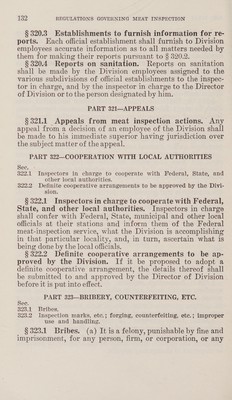 132 REGULATIONS GOVERNING MEAT INSPECTION
§ 320.3 Establishments to furnish information for re-
ports. Each official establishment shall furnish to Division
employees accurate information as to all matters needed by
them for making their reports pursuant to § 320.2.
§ 320.4 Reports on sanitation. Reports on sanitation
shall be made by the Division employees assigned to the
various subdivisions of official establishments to the inspec-
tor in charge, and by the inspector in charge to the Director
of Division or to the person designated by him.
PART 321—APPEALS
§ 321.1 Appeals from meat inspection actions. Any
appeal from a decision of an employee of the Division shall
be made to his immediate superior having jurisdiction over
the subject matter of the appeal.
PART 322—COOPERATION WITH LOCAL AUTHORITIES
Sec.
322.1 Inspectors in charge to cooperate with Federal, State, and
other local authorities.
322.2 Definite cooperative arrangements to be approved by the Divi-
sion.
§ 322.1 Inspectors in charge to cooperate with Federal,
State, and other local authorities. Inspectors in charge
shall confer with Federal, State, municipal and other local
officials at their stations and inform them of the Federal
meat-inspection service, what the Division is accomplishing
in that particular locality, and, in turn, ascertain what is
being done by the local officials.
§ 322.2 Definite cooperative arrangements to be ap-
proved by the Division. If it be proposed to adopt a
definite cooperative arrangement, the details thereof shall
be submitted to and approved by the Director of Division
before it is put into effect.
PART 323—BRIBERY, COUNTERFEITING, ETC.
Sec.
323.1 Bribes.
323.2 Inspection marks, etc.; forging, counterfeiting, etc.; improper
use and handling.
§ 323.1 Bribes. (a) It is a felony, punishable by fine and
imprisonment, for any person, firm, or corporation, or any